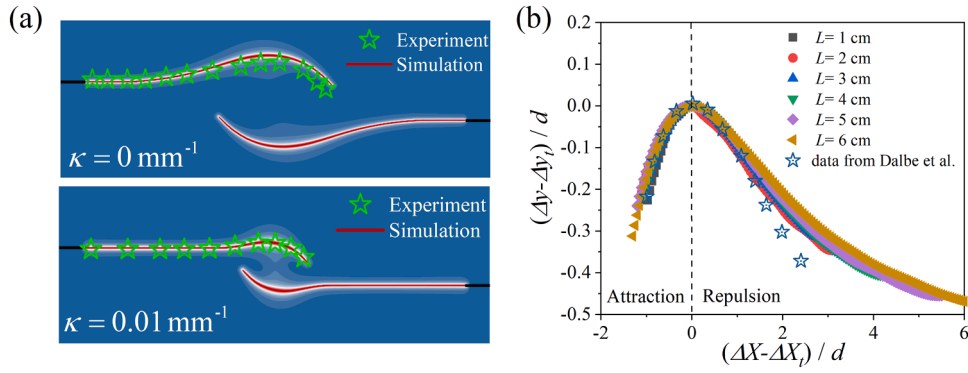 (a)
Experiment
Simulation
κ = 0 mm⁻¹
Experiment
Simulation
κ = 0.01 mm⁻¹
(b)
0.2
0.1
0.0
-0.1
-0.2
-0.3
-0.4
-0.5
(Δy-Δyₜ) / d
L= 1 cm
L= 2 cm
L= 3 cm
L= 4 cm
L= 5 cm
L= 6 cm
data from Dalbe et al.
Attraction
Repulsion
-2 0 2 4 6
(ΔX-ΔXₜ) / d